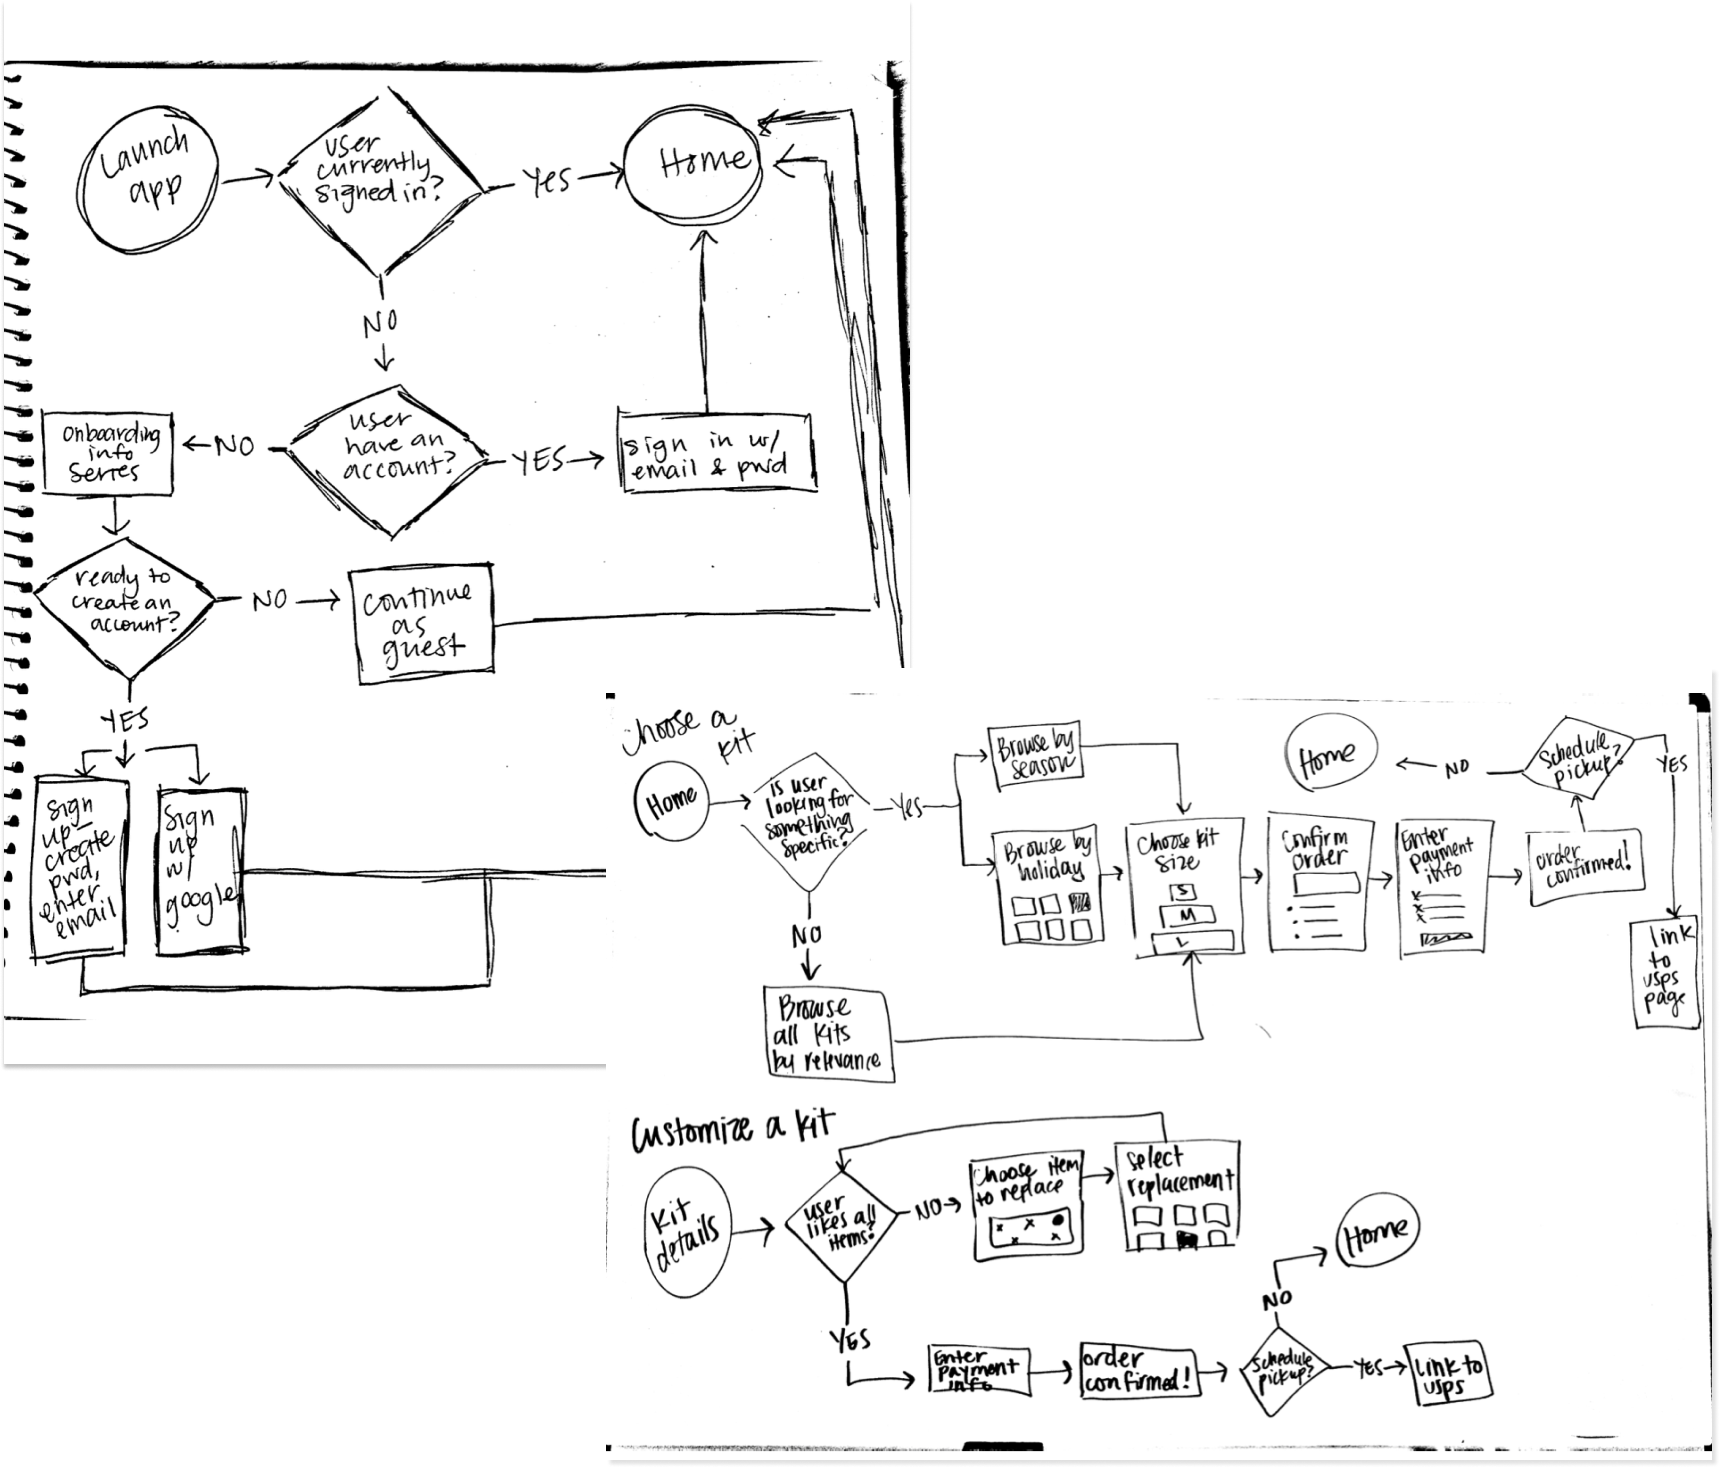 Launch
app
user
currently
signed in?
YES
Home
NO
user
have an
account?
NO
onboarding
info
series
YES
sign in w/
email & pwd
ready to
create an
account?
NO
continue
as
guest
YES
sign
up -
create
pwd,
enter
email
Sign
up
w/
google
Choose a
kit
Home
Is user
looking for
something
specific?
Yes
Browse by
season
Browse by
holiday
NO
Browse
all kits
by relevance
Choose kit
size
S
M
L
Confirm
order
Enter
payment
info
order
confirmed!
Schedule
pickup?
NO
Home
YES
link
to
usps
page
Customize a kit
Kit
details
user
likes all
items?
NO
Choose item
to replace
select
replacement
YES
Enter
payment
info
order
confirmed!
Schedule
pickup?
NO
Home
YES
Link to
usps